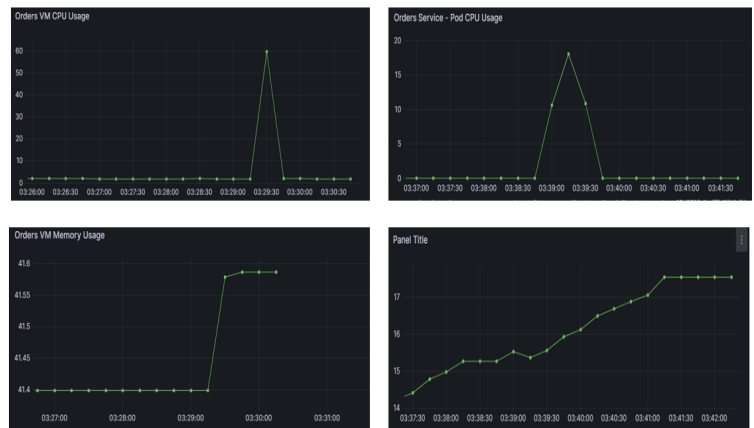 Orders VM CPU Usage
60
50
40
30
20
10
0
03:26:00 03:26:30 03:27:00 03:27:30 03:28:00 03:28:30 03:29:00 03:29:30 03:30:00 03:30:30
Orders Service - Pod CPU Usage
20
15
10
5
0
03:37:00 03:37:30 03:38:00 03:38:30 03:39:00 03:39:30 03:40:00 03:40:30 03:41:00 03:41:30
Orders VM Memory Usage
41.6
41.55
41.5
41.45
41.4
03:27:00 03:28:00 03:29:00 03:30:00 03:31:00
Panel Title
17
16
15
14
03:37:30 03:38:00 03:38:30 03:39:00 03:39:30 03:40:00 03:40:30 03:41:00 03:41:30 03:42:00